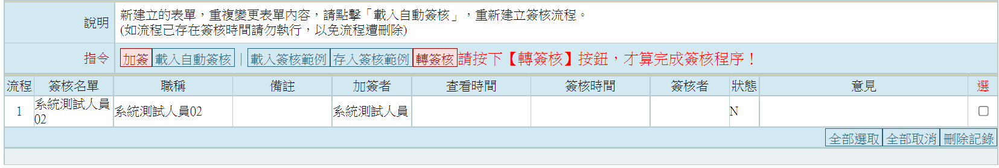 說明
新建立的表單，重複變更表單內容，請點擊「載入自動簽核」，重新建立簽核流程。
(如流程已存在簽核時間請勿執行，以免流程遭刪除)
指令 加簽 載入自動簽核 | 載入簽核範例 存入簽核範例 轉簽核 請按下【轉簽核】按鈕，才算完成簽核程序！
流程 簽核名單 職稱 備註 加簽者 查看時間 簽核時間 簽核者 狀態 意見 選
1 系統測試人員02 系統測試人員02 系統測試人員 N
全部選取 全部取消 刪除記錄